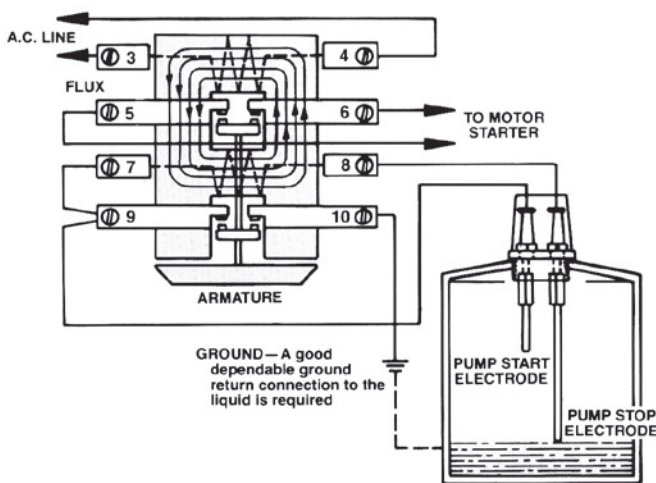 A.C. LINE
3
4
FLUX
5
6
TO MOTOR
STARTER
7
8
9
10
ARMATURE
GROUND—A good
dependable ground
return connection to the
liquid is required
PUMP START
ELECTRODE
PUMP STOP
ELECTRODE